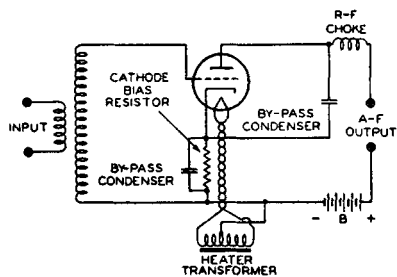 R-F
CHOKE
CATHODE
BIAS
RESISTOR
BY-PASS
CONDENSER
A-F
OUTPUT
INPUT
BY-PASS
CONDENSER
- B +
HEATER
TRANSFORMER